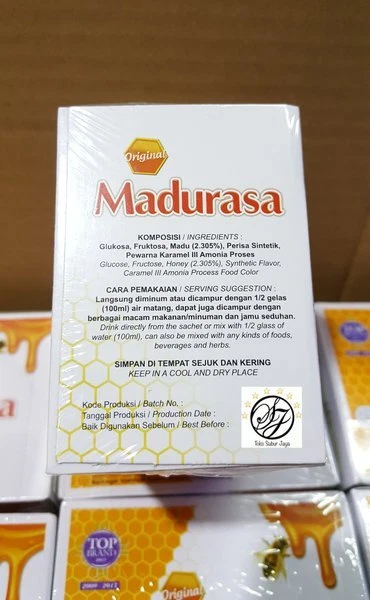 Original
Madurasa
KOMPOSISI / INGREDIENTS :
Glukosa, Fruktosa, Madu (2.305%), Perisa Sintetik,
Pewarna Karamel III Amonia Proses
Glucose, Fructose, Honey (2.305%), Synthetic Flavor,
Caramel III Amonia Process Food Color
CARA PEMAKAIAN / SERVING SUGGESTION :
Langsung diminum atau dicampur dengan 1/2 gelas
(100ml) air matang, dapat juga dicampur dengan
berbagai macam makanan/minuman dan jamu seduhan.
Drink directly from the sachet or mix with 1/2 glass of
water (100ml), can also be mixed with any kinds of foods,
beverages and herbs.
SIMPAN DI TEMPAT SEJUK DAN KERING
KEEP IN A COOL AND DRY PLACE
Kode Produksi / Batch No. :
Tanggal Produksi / Production Date :
Baik Digunakan Sebelum / Best Before :
Toko Subur Jaya
sa
TOP
BRAND
Original